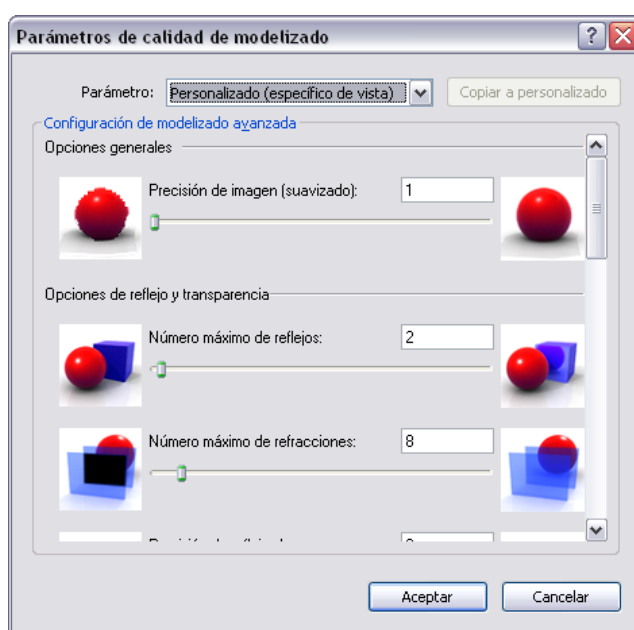 Parámetros de calidad de modelizado
Parámetro: Personalizado (específico de vista) Copiar a personalizado
Configuración de modelizado avanzada
Opciones generales
Precisión de imagen (suavizado): 1
Opciones de reflejo y transparencia
Número máximo de reflejos: 2
Número máximo de refracciones: 8
Aceptar Cancelar